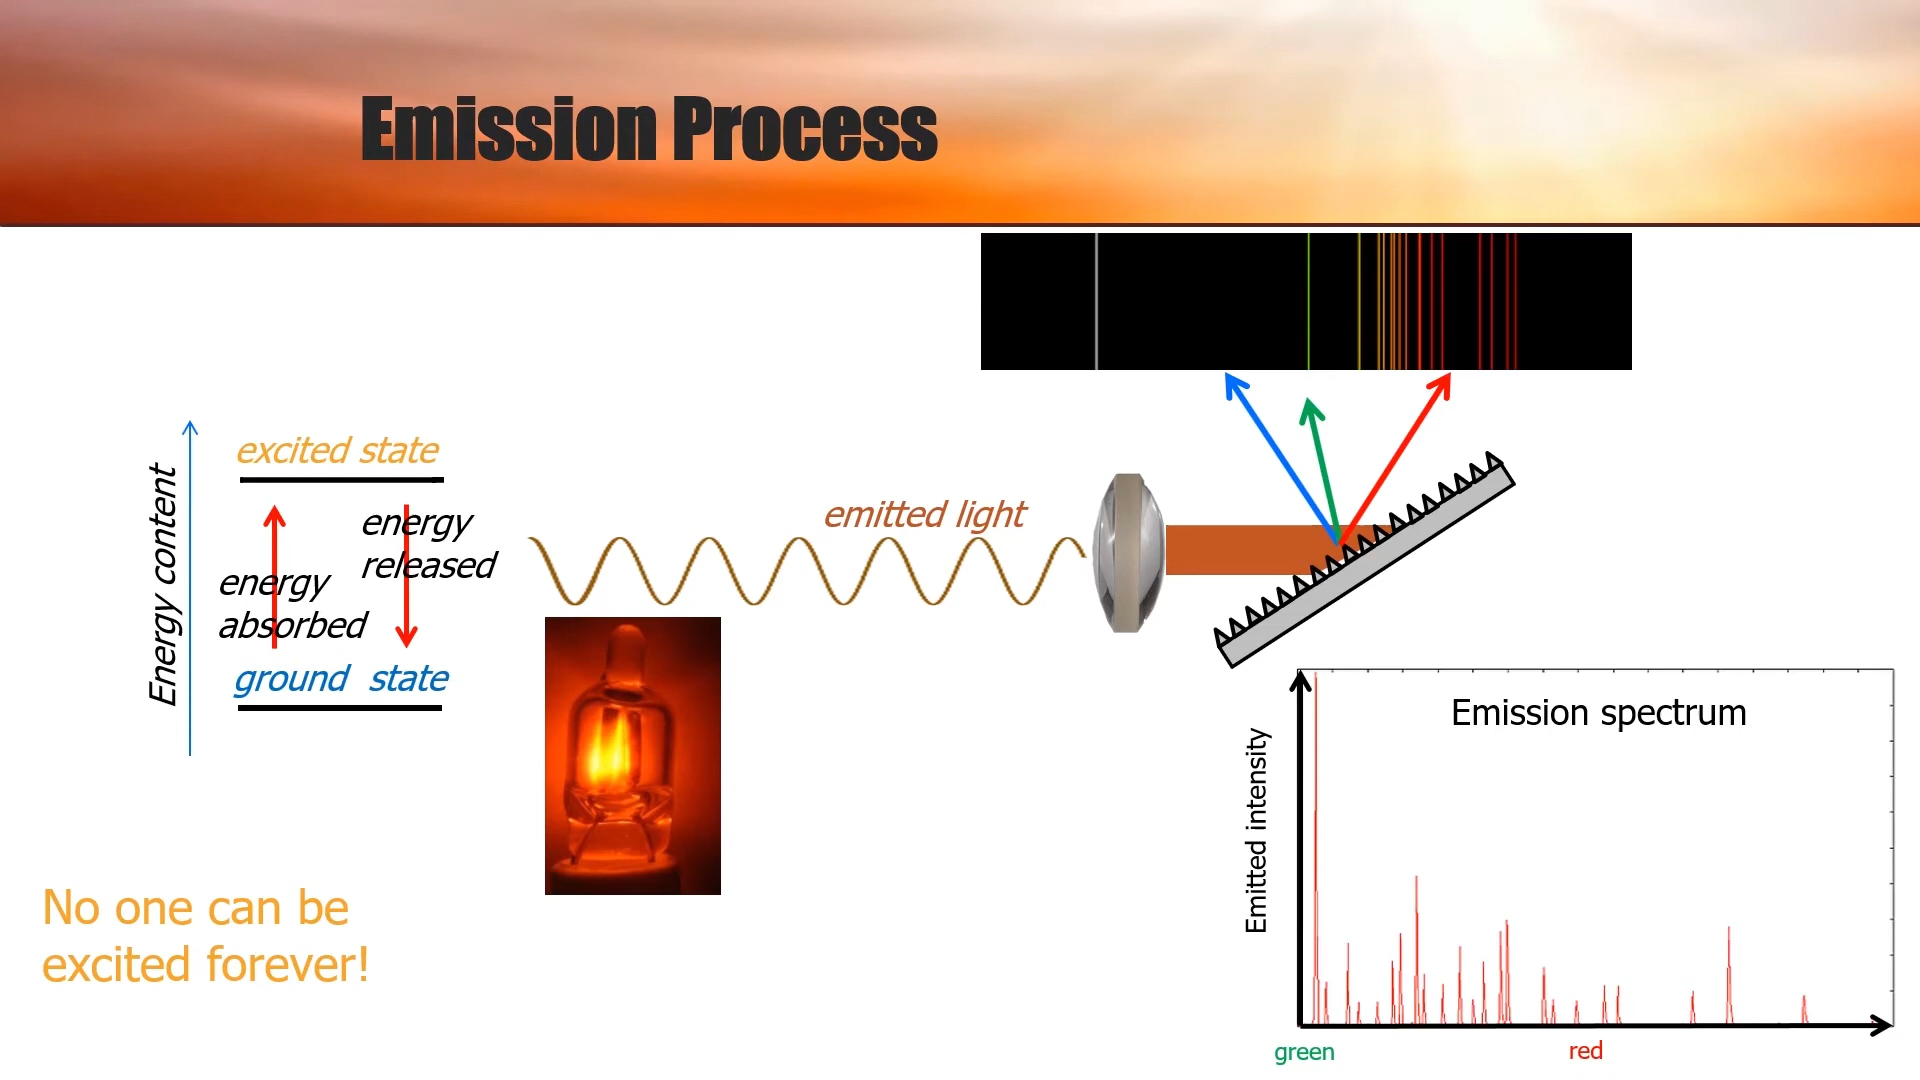 Emission Process
Energy content
excited state
energy
released
energy
absorbed
ground state
emitted light
No one can be
excited forever!
Emission spectrum
Emitted intensity
green
red